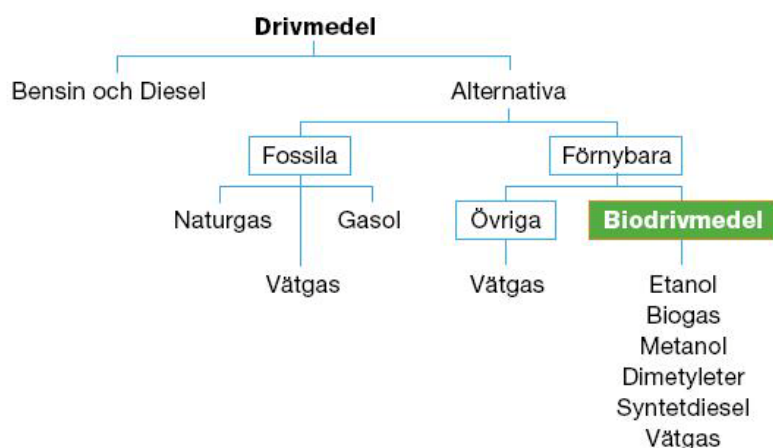 Drivmedel
Bensin och Diesel
Alternativa
Fossila
Förnybara
Naturgas
Gasol
Övriga
Biodrivmedel
Vätgas
Vätgas
Etanol
Biogas
Metanol
Dimetyleter
Syntetdiesel
Vätgas